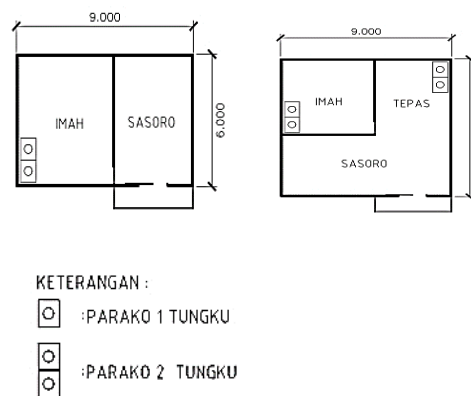 9.000
IMAH
SASORO
6.000
9.000
IMAH
TEPAS
SASORO
KETERANGAN :
:PARAKO 1 TUNGKU
:PARAKO 2 TUNGKU